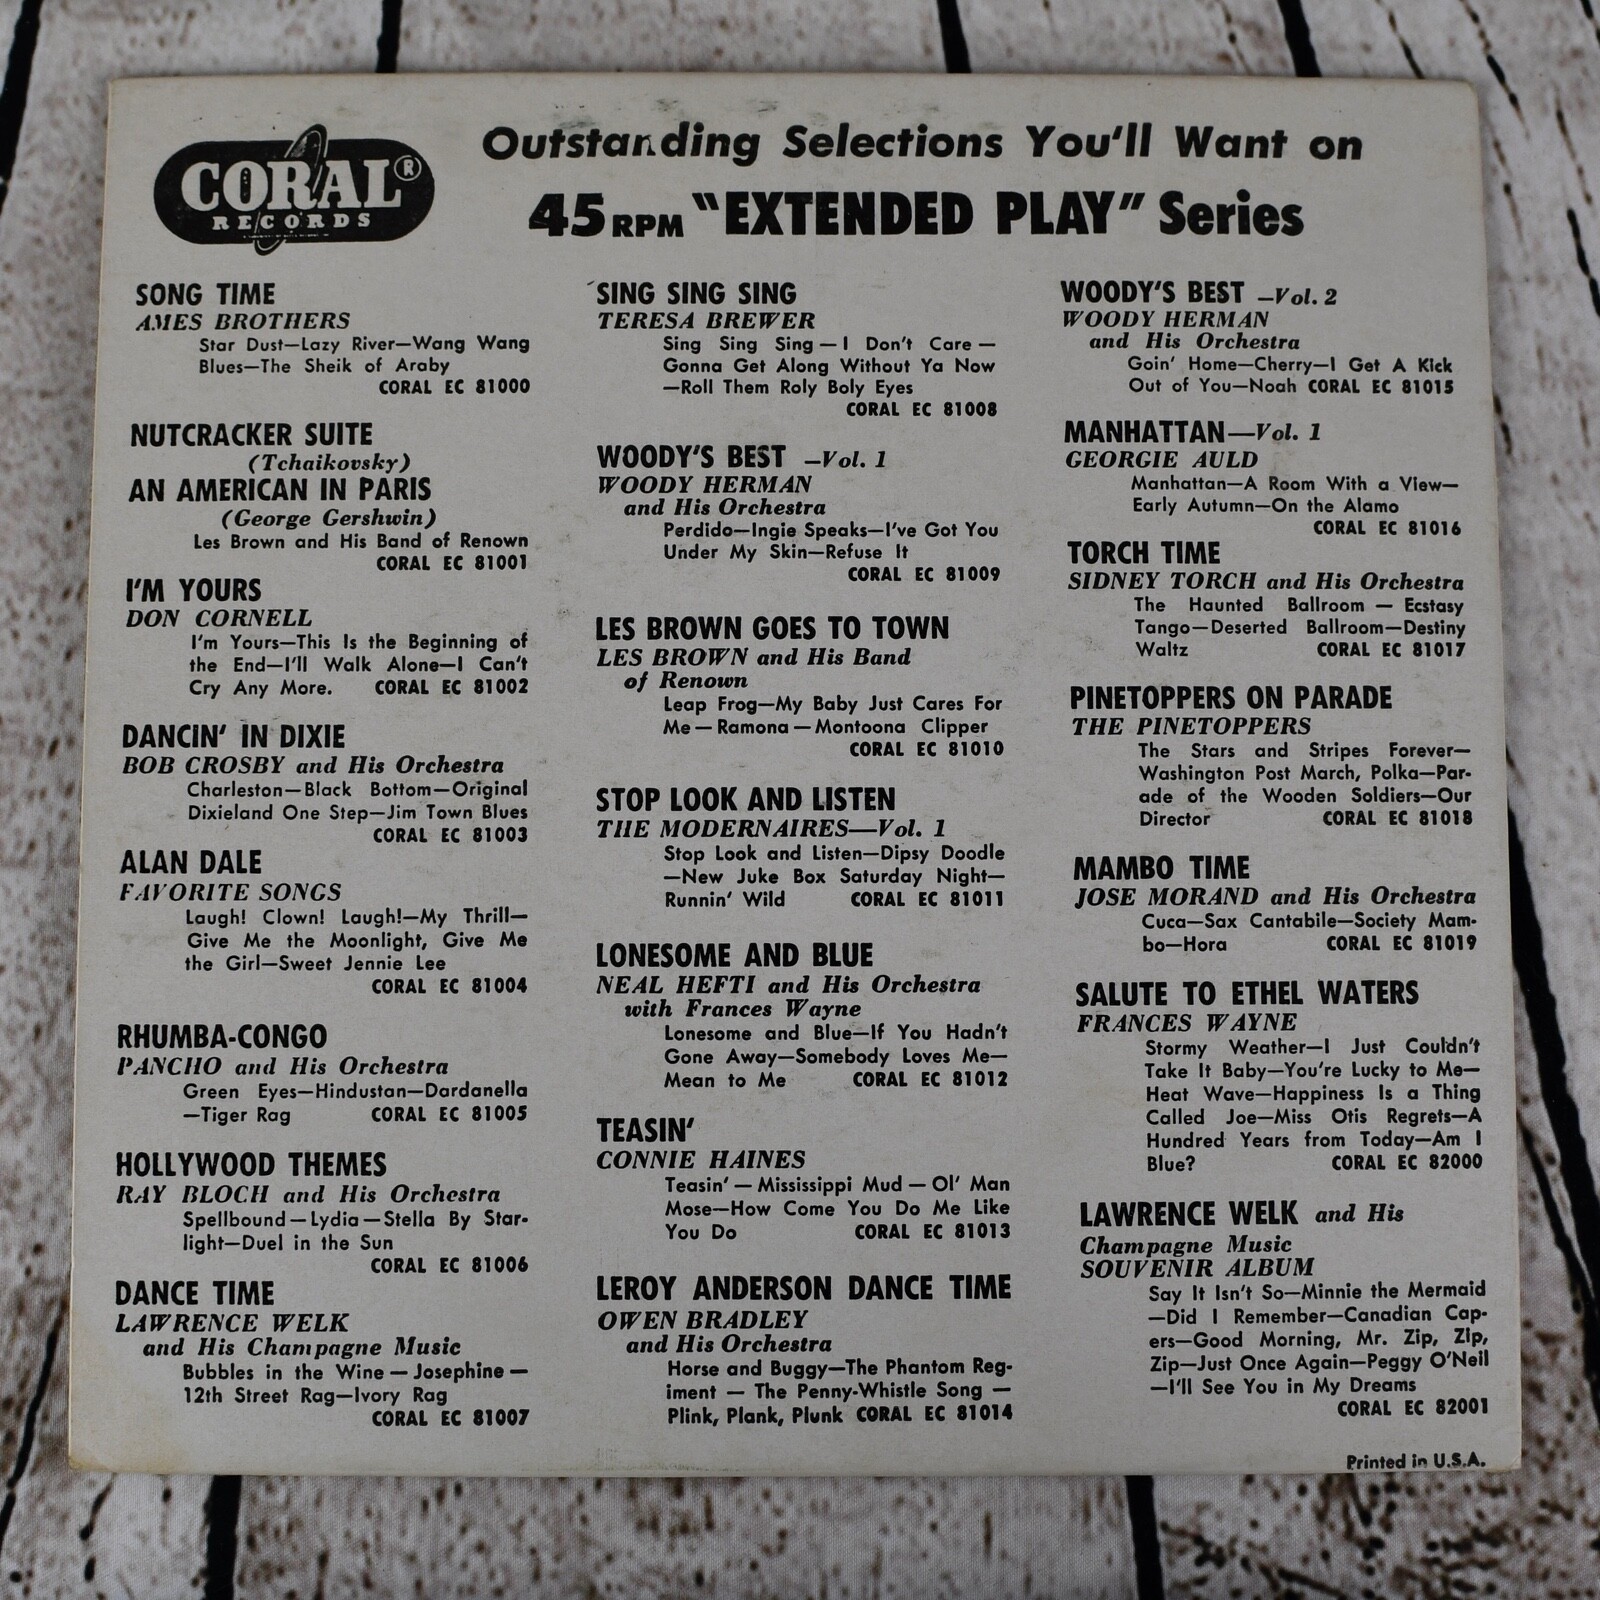 CORAL®
RECORDS
Outstanding Selections You'll Want on
45 RPM "EXTENDED PLAY" Series
SONG TIME
AMES BROTHERS
Star Dust—Lazy River—Wang Wang
Blues—The Sheik of Araby
CORAL EC 81000
NUTCRACKER SUITE
(Tchaikovsky)
AN AMERICAN IN PARIS
(George Gershwin)
Les Brown and His Band of Renown
CORAL EC 81001
I'M YOURS
DON CORNELL
I'm Yours—This Is the Beginning of
the End—I'll Walk Alone—I Can't
Cry Any More. CORAL EC 81002
DANCIN' IN DIXIE
BOB CROSBY and His Orchestra
Charleston—Black Bottom—Original
Dixieland One Step—Jim Town Blues
CORAL EC 81003
ALAN DALE
FAVORITE SONGS
Laugh! Clown! Laugh!—My Thrill—
Give Me the Moonlight, Give Me
the Girl—Sweet Jennie Lee
CORAL EC 81004
RHUMBA-CONGO
PANCHO and His Orchestra
Green Eyes—Hindustan—Dardanella
—Tiger Rag CORAL EC 81005
HOLLYWOOD THEMES
RAY BLOCH and His Orchestra
Spellbound—Lydia—Stella By Star-
light—Duel in the Sun
CORAL EC 81006
DANCE TIME
LAWRENCE WELK
and His Champagne Music
Bubbles in the Wine—Josephine—
12th Street Rag—Ivory Rag
CORAL EC 81007
SING SING SING
TERESA BREWER
Sing Sing Sing—I Don't Care—
Gonna Get Along Without Ya Now
—Roll Them Roly Boly Eyes
CORAL EC 81008
WOODY'S BEST —Vol. 1
WOODY HERMAN
and His Orchestra
Perdido—Ingie Speaks—I've Got You
Under My Skin—Refuse It
CORAL EC 81009
LES BROWN GOES TO TOWN
LES BROWN and His Band
of Renown
Leap Frog—My Baby Just Cares For
Me—Ramona—Montoona Clipper
CORAL EC 81010
STOP LOOK AND LISTEN
THE MODERNAIRES—Vol. 1
Stop Look and Listen—Dipsy Doodle
—New Juke Box Saturday Night—
Runnin' Wild CORAL EC 81011
LONESOME AND BLUE
NEAL HEFTI and His Orchestra
with Frances Wayne
Lonesome and Blue—If You Hadn't
Gone Away—Somebody Loves Me—
Mean to Me CORAL EC 81012
TEASIN'
CONNIE HAINES
Teasin'—Mississippi Mud—Ol' Man
Mose—How Come You Do Me Like
You Do CORAL EC 81013
LEROY ANDERSON DANCE TIME
OWEN BRADLEY
and His Orchestra
Horse and Buggy—The Phantom Reg-
iment—The Penny-Whistle Song—
Plink, Plank, Plunk CORAL EC 81014
WOODY'S BEST —Vol. 2
WOODY HERMAN
and His Orchestra
Goin' Home—Cherry—I Get A Kick
Out of You—Noah CORAL EC 81015
MANHATTAN—Vol. 1
GEORGIE AULD
Manhattan—A Room With a View—
Early Autumn—On the Alamo
CORAL EC 81016
TORCH TIME
SIDNEY TORCH and His Orchestra
The Haunted Ballroom — Ecstasy
Tango—Deserted Ballroom—Destiny
Waltz CORAL EC 81017
PINETOPPERS ON PARADE
THE PINETOPPERS
The Stars and Stripes Forever—
Washington Post March, Polka—Par-
ade of the Wooden Soldiers—Our
Director CORAL EC 81018
MAMBO TIME
JOSE MORAND and His Orchestra
Cuca—Sax Cantabile—Society Mam-
bo—Hora CORAL EC 81019
SALUTE TO ETHEL WATERS
FRANCES WAYNE
Stormy Weather—I Just Couldn't
Take It Baby—You're Lucky to Me—
Heat Wave—Happiness Is a Thing
Called Joe—Miss Otis Regrets—A
Hundred Years from Today—Am I
Blue? CORAL EC 82000
LAWRENCE WELK and His
Champagne Music
SOUVENIR ALBUM
Say It Isn't So—Minnie the Mermaid
—Did I Remember—Canadian Cap-
ers—Good Morning, Mr. Zip, Zip,
Zip—Just Once Again—Peggy O'Neil
—I'll See You in My Dreams
CORAL EC 82001
Printed in U.S.A.